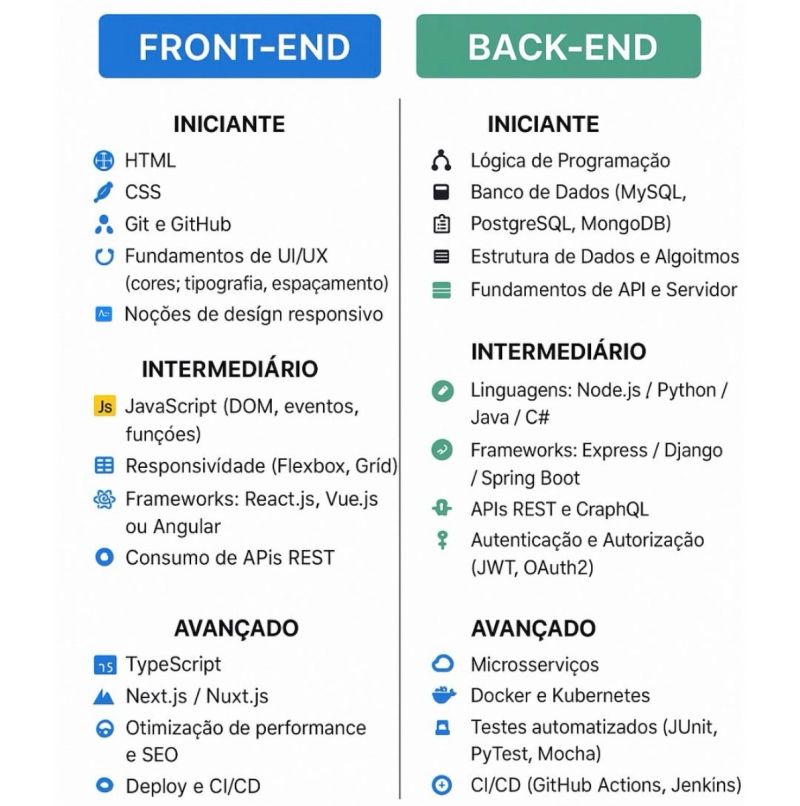 FRONT-END
INICIANTE
HTML
CSS
Git e GitHub
Fundamentos de UI/UX
(cores; tipografia, espaçamento)
Noções de desígn responsivo
INTERMEDIÁRIO
Js JavaScript (DOM, eventos,
funções)
Responsivídade (Flexbox, Gríd)
Frameworks: React.js, Vue.js
ou Angular
Consumo de APis REST
AVANÇADO
TS TypeScript
Next.js / Nuxt.js
Otimização de performance
e SEO
Deploy e CI/CD
BACK-END
INICIANTE
Lógica de Programação
Banco de Dados (MySQL,
PostgreSQL, MongoDB)
Estrutura de Dados e Algoitmos
Fundamentos de API e Servidor
INTERMEDIÁRIO
Linguagens: Node.js / Python /
Java / C#
Frameworks: Express / Django
/ Spring Boot
APIs REST e CraphQL
Autenticação e Autorização
(JWT, OAuth2)
AVANÇADO
Microsserviços
Docker e Kubernetes
Testes automatizados (JUnit,
PyTest, Mocha)
CI/CD (GitHub Actions, Jenkíns)